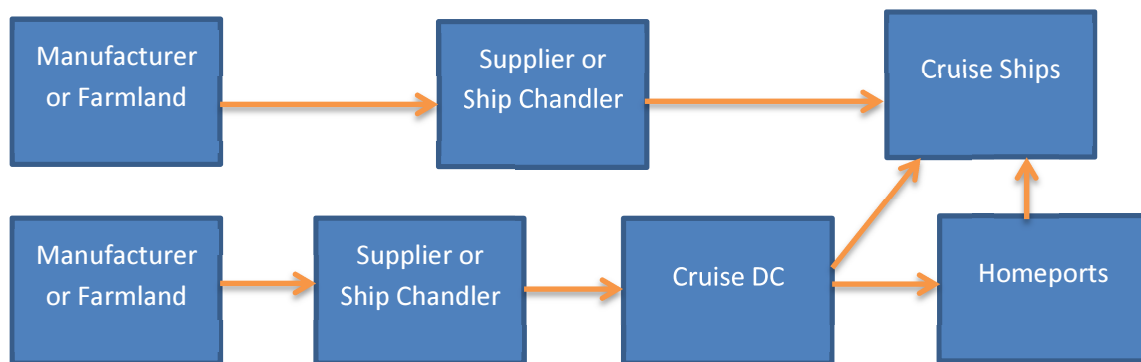 Manufacturer
or Farmland
Supplier or
Ship Chandler
Cruise Ships
Manufacturer
or Farmland
Supplier or
Ship Chandler
Cruise DC
Homeports